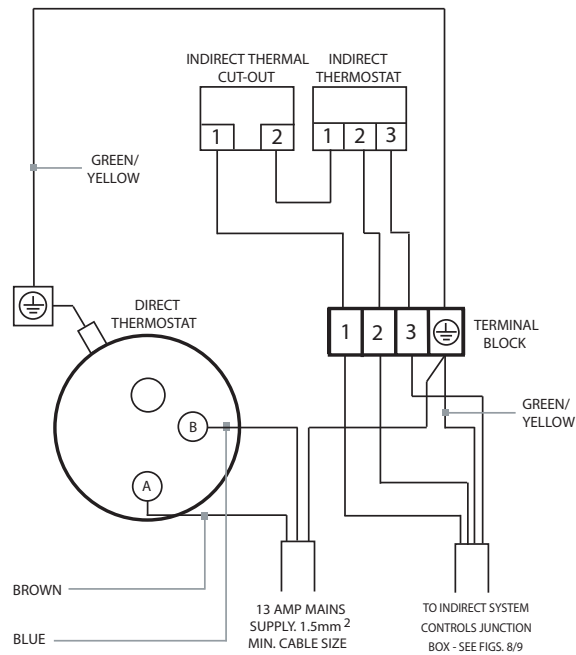 INDIRECT THERMAL
CUT-OUT
INDIRECT
THERMOSTAT
1
2
1
2
3
GREEN/
YELLOW
DIRECT
THERMOSTAT
1
2
3
TERMINAL
BLOCK
GREEN/
YELLOW
B
A
BROWN
BLUE
13 AMP MAINS
SUPPLY. 1.5mm 2
MIN. CABLE SIZE
TO INDIRECT SYSTEM
CONTROLS JUNCTION
BOX - SEE FIGS. 8/9